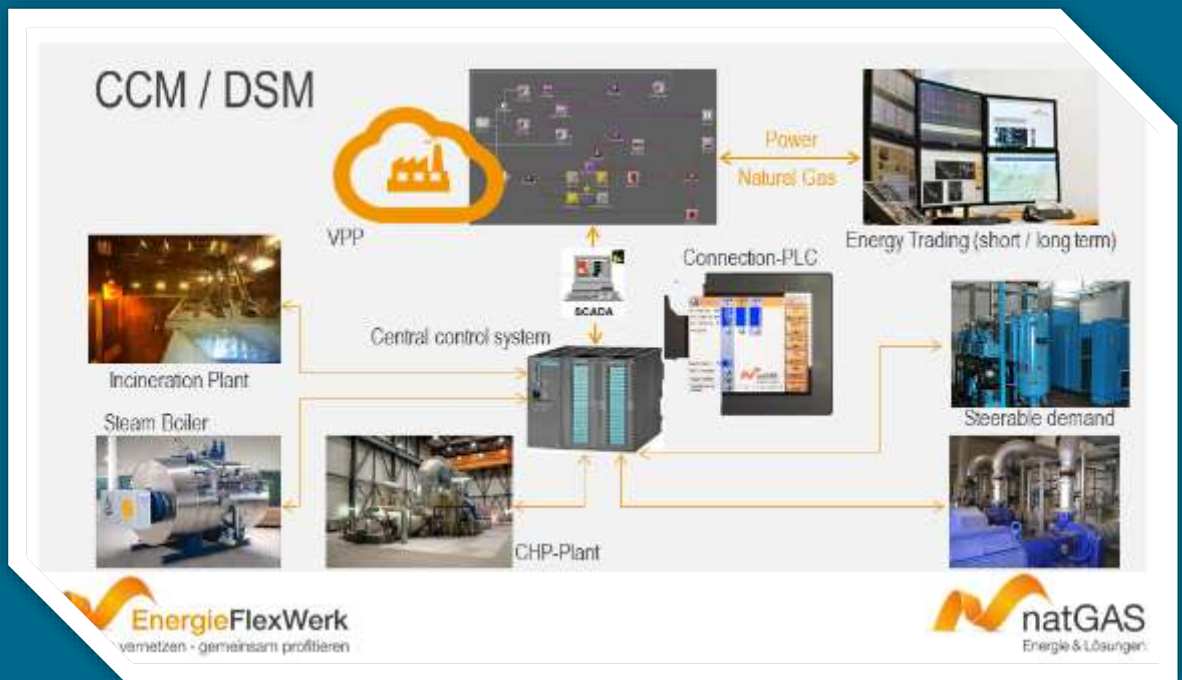 CCM / DSM
Power
Natural Gas
VPP
Energy Trading (short / long term)
Connection-PLC
SCADA
Central control system
Incineration Plant
Steam Boiler
Steerable demand
CHP-Plant
EnergieFlexWerk
vernetzen - gemeinsam profitieren
natGAS
Energie & Lösungen